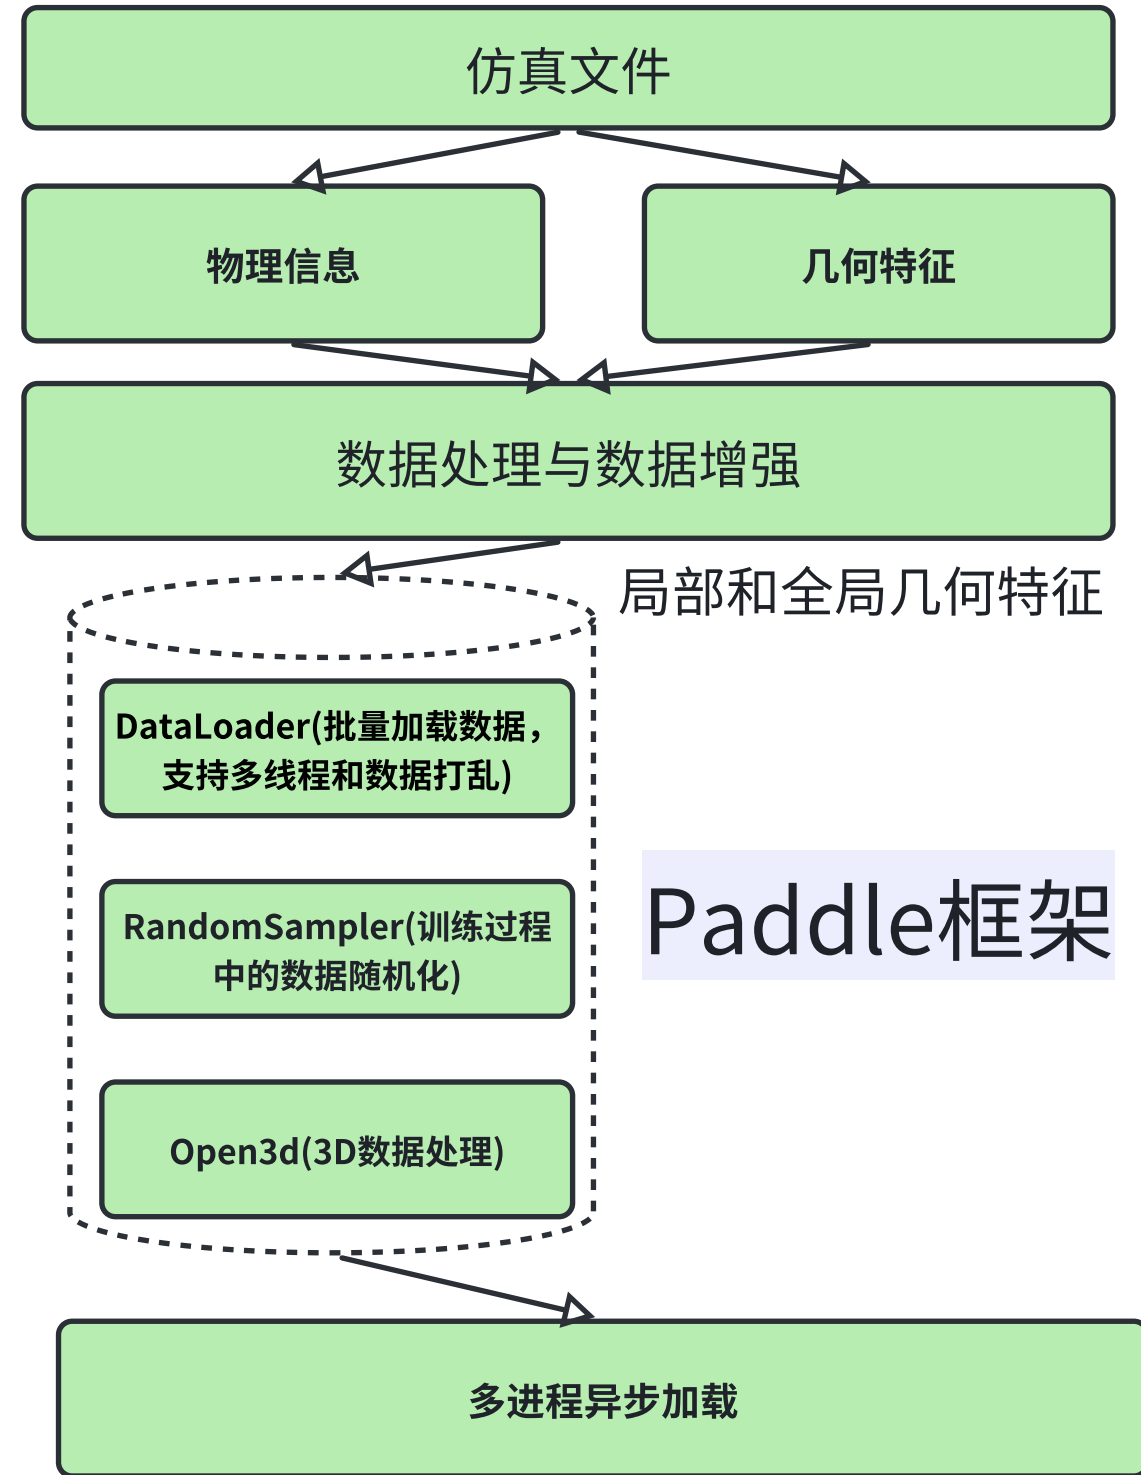 仿真文件
物理信息
几何特征
数据处理与数据增强
局部和全局几何特征
DataLoader(批量加载数据，
支持多线程和数据打乱)
RandomSampler(训练过程
中的数据随机化)
Paddle框架
Open3d(3D数据处理)
多进程异步加载